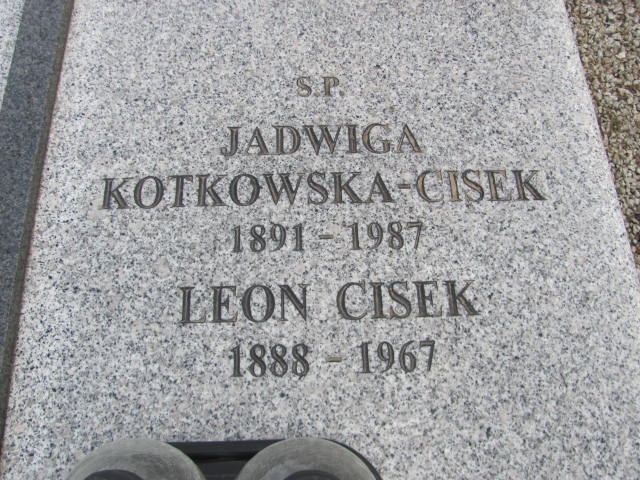 S.P.
JADWIGA
KOTKOWSKA-CISEK
1891-1987
LEON CISEK
1888-1967